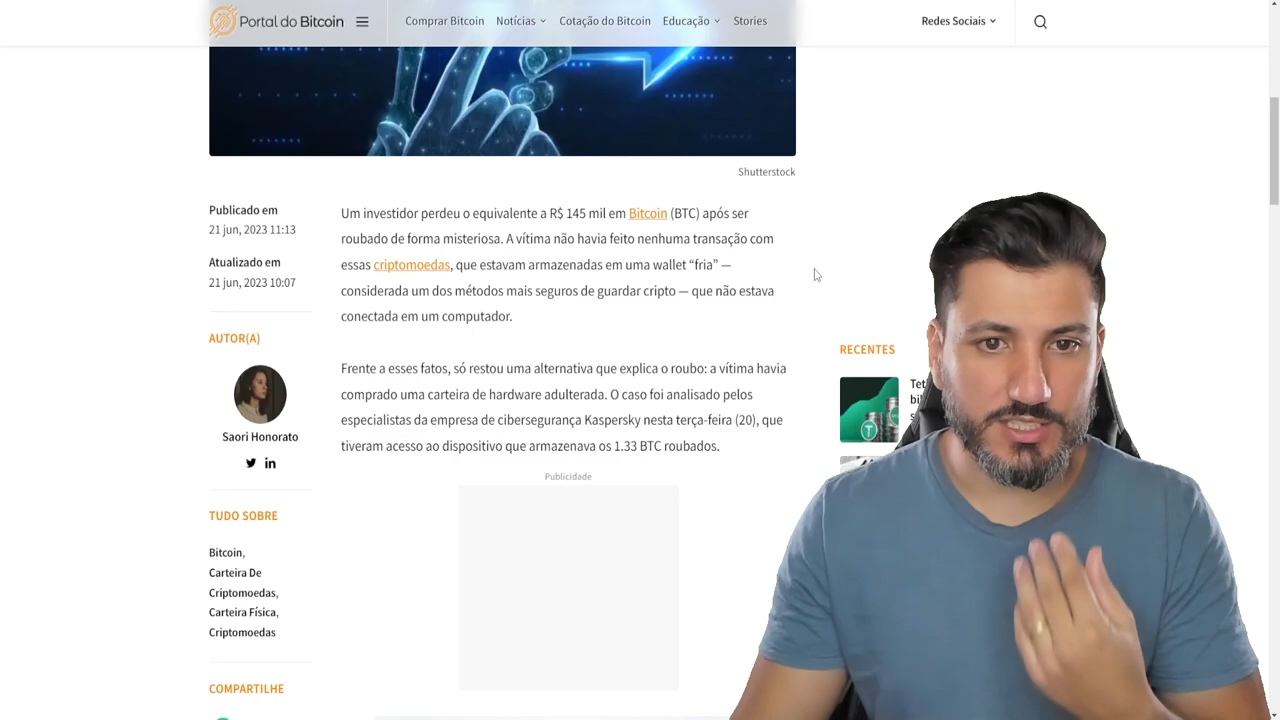 Portal do Bitcoin
Comprar Bitcoin
Notícias
Cotação do Bitcoin
Educação
Stories
Redes Sociais
Shutterstock
Publicado em
21 jun, 2023 11:13
Atualizado em
21 jun, 2023 10:07
AUTOR(A)
Saori Honorato
TUDO SOBRE
Bitcoin,
Carteira De
Criptomoedas,
Carteira Física,
Criptomoedas
COMPARTILHE
Um investidor perdeu o equivalente a R$ 145 mil em Bitcoin (BTC) após ser
roubado de forma misteriosa. A vítima não havia feito nenhuma transação com
essas criptomoedas, que estavam armazenadas em uma wallet “fria” —
considerada um dos métodos mais seguros de guardar cripto — que não estava
conectada em um computador.
Frente a esses fatos, só restou uma alternativa que explica o roubo: a vítima havia
comprado uma carteira de hardware adulterada. O caso foi analisado pelos
especialistas da empresa de cibersegurança Kaspersky nesta terça-feira (20), que
tiveram acesso ao dispositivo que armazenava os 1.33 BTC roubados.
Publicidade
RECENTES